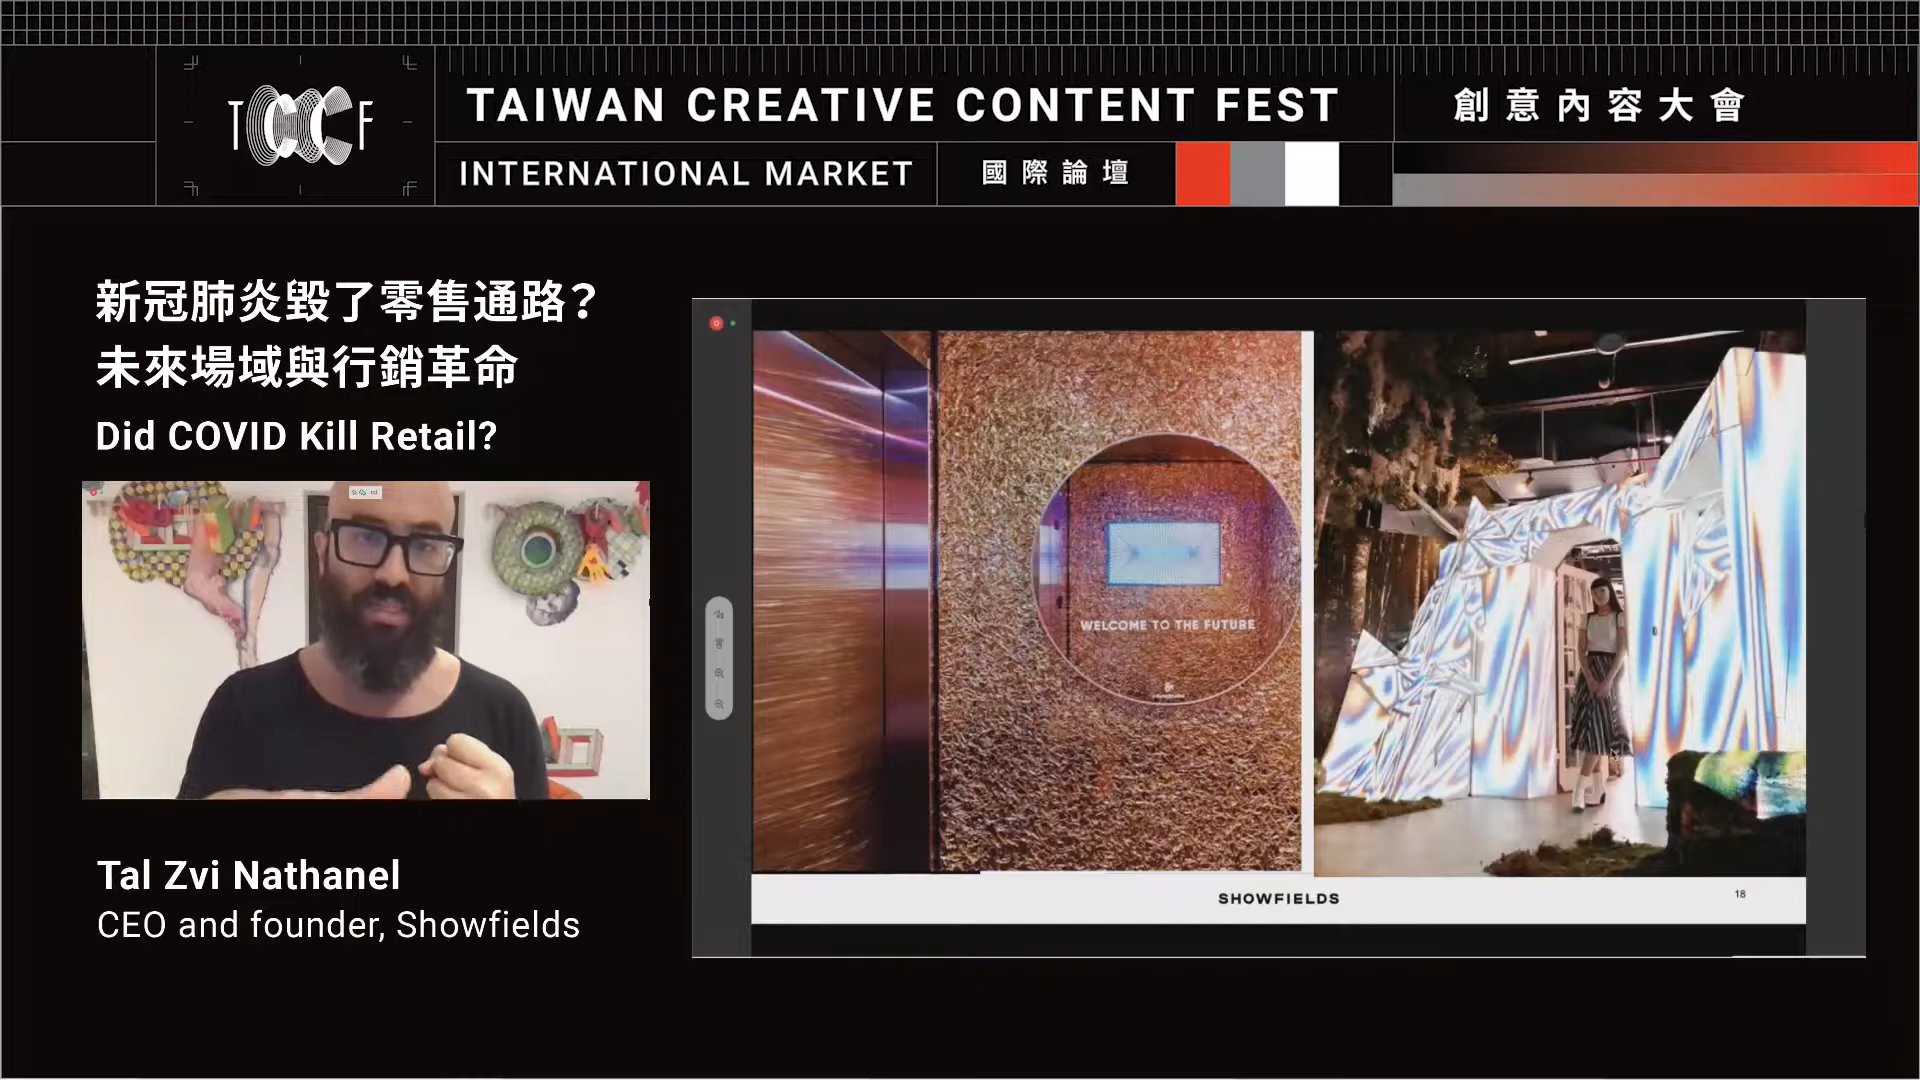 TCCF
TAIWAN CREATIVE CONTENT FEST
創意內容大會
INTERNATIONAL MARKET
國際論壇
新冠肺炎毀了零售通路?
未來場域與行銷革命
Did COVID Kill Retail?
Tal Zvi Nathanel
CEO and founder, Showfields
WELCOME TO THE FUTURE
SHOWFIELDS
18